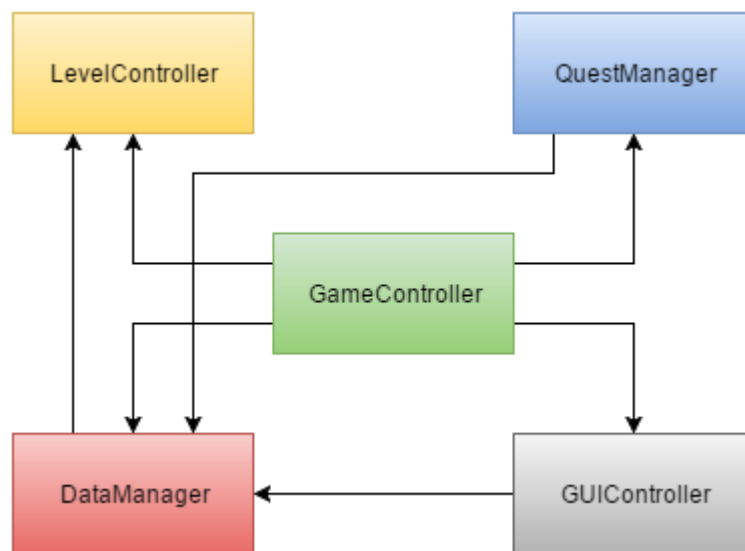 LevelController
QuestManager
GameController
DataManager
GUIController